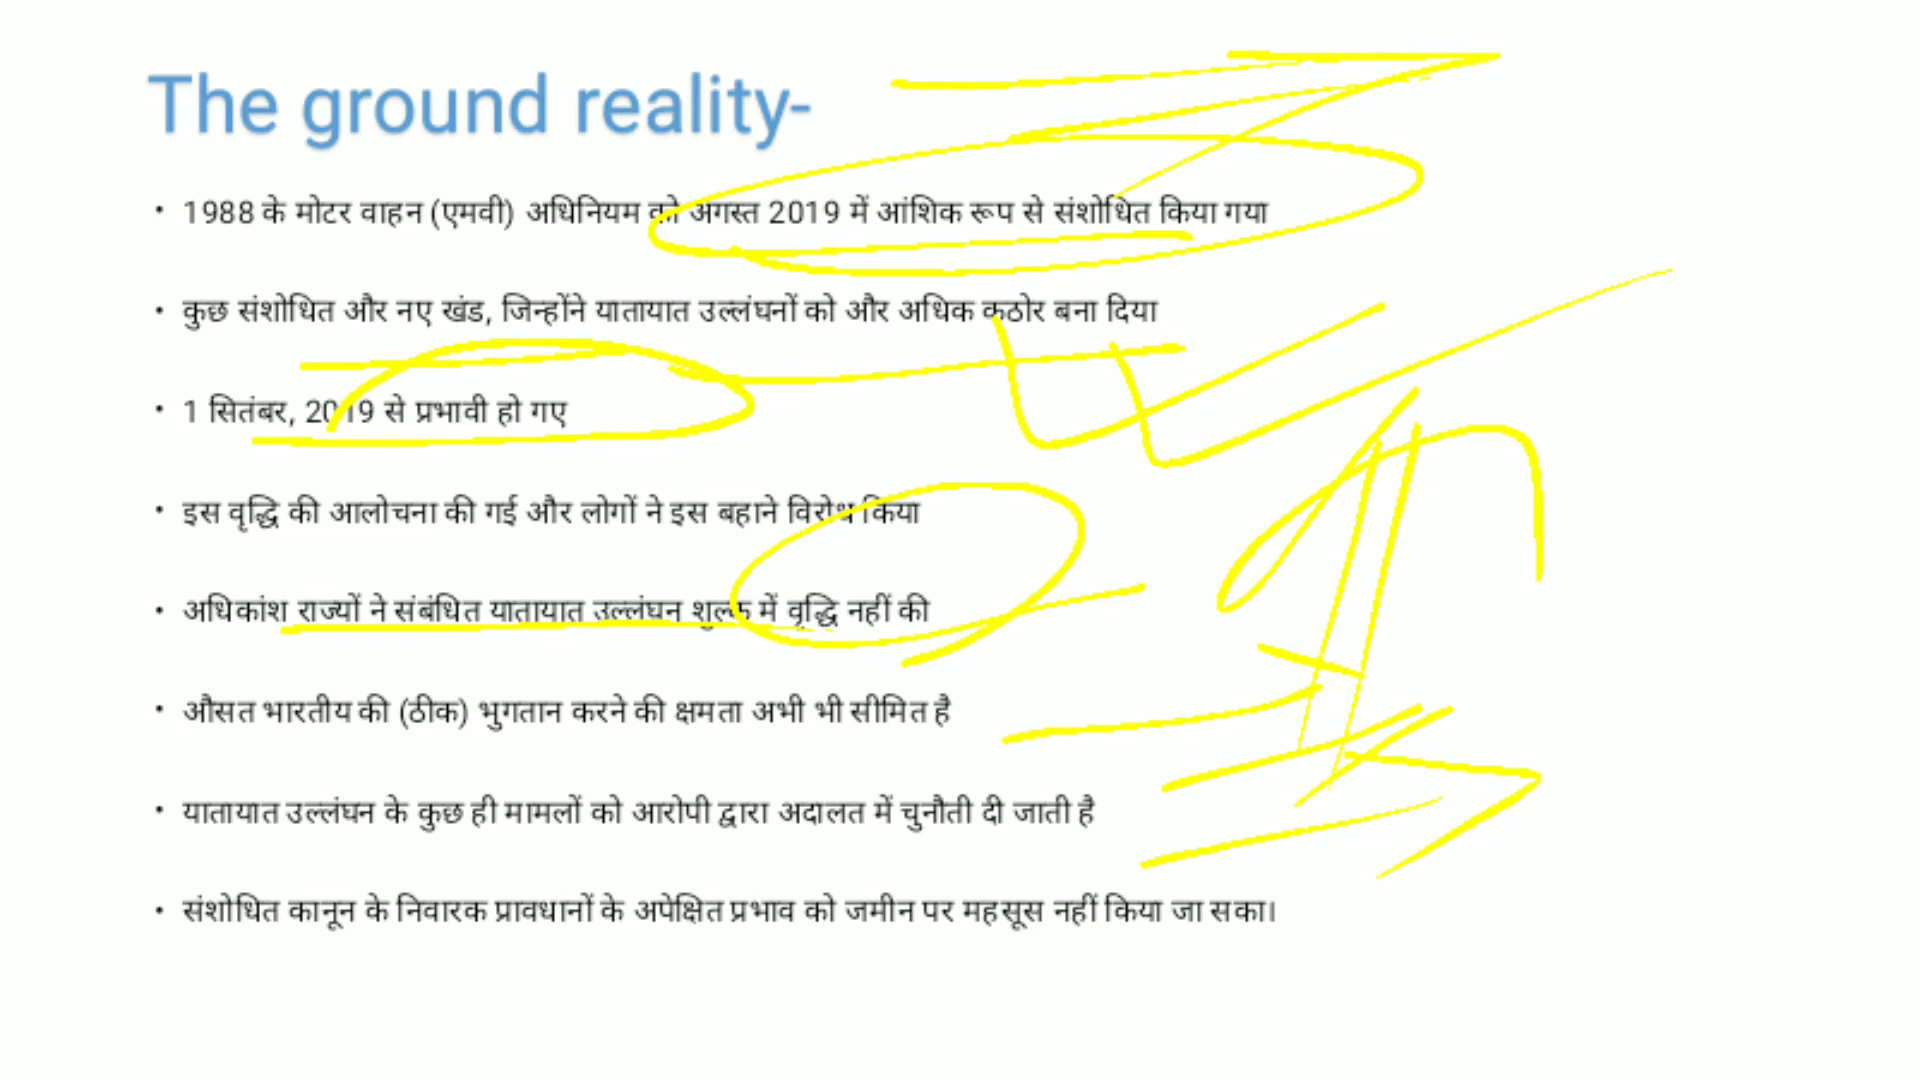 The ground reality-
• 1988 के मोटर वाहन (एमवी) अधिनियम को अगस्त 2019 में आंशिक रूप से संशोधित किया गया
• कुछ संशोधित और नए खंड, जिन्होंने यातायात उल्लंघनों को और अधिक कठोर बना दिया
• 1 सितंबर, 2019 से प्रभावी हो गए
• इस वृद्धि की आलोचना की गई और लोगों ने इस बहाने विरोध किया
• अधिकांश राज्यों ने संबंधित यातायात उल्लंघन शुल्क में वृद्धि नहीं की
• औसत भारतीय की (ठीक) भुगतान करने की क्षमता अभी भी सीमित है
• यातायात उल्लंघन के कुछ ही मामलों को आरोपी द्वारा अदालत में चुनौती दी जाती है
• संशोधित कानून के निवारक प्रावधानों के अपेक्षित प्रभाव को जमीन पर महसूस नहीं किया जा सका।